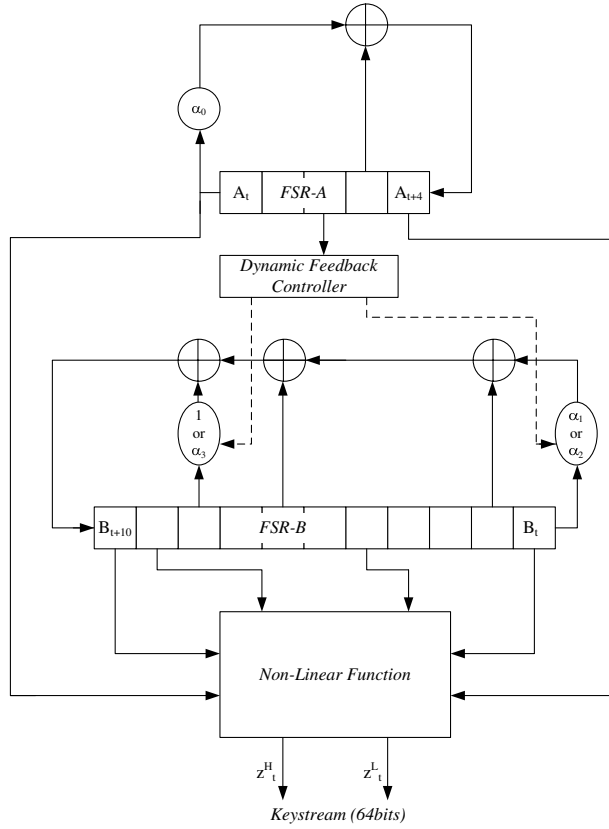 α0
At FSR-A At+4
Dynamic Feedback
Controller
1
or
α3
α1
or
α2
Bt+10 FSR-B Bt
Non-Linear Function
zHt zLt
Keystream (64bits)